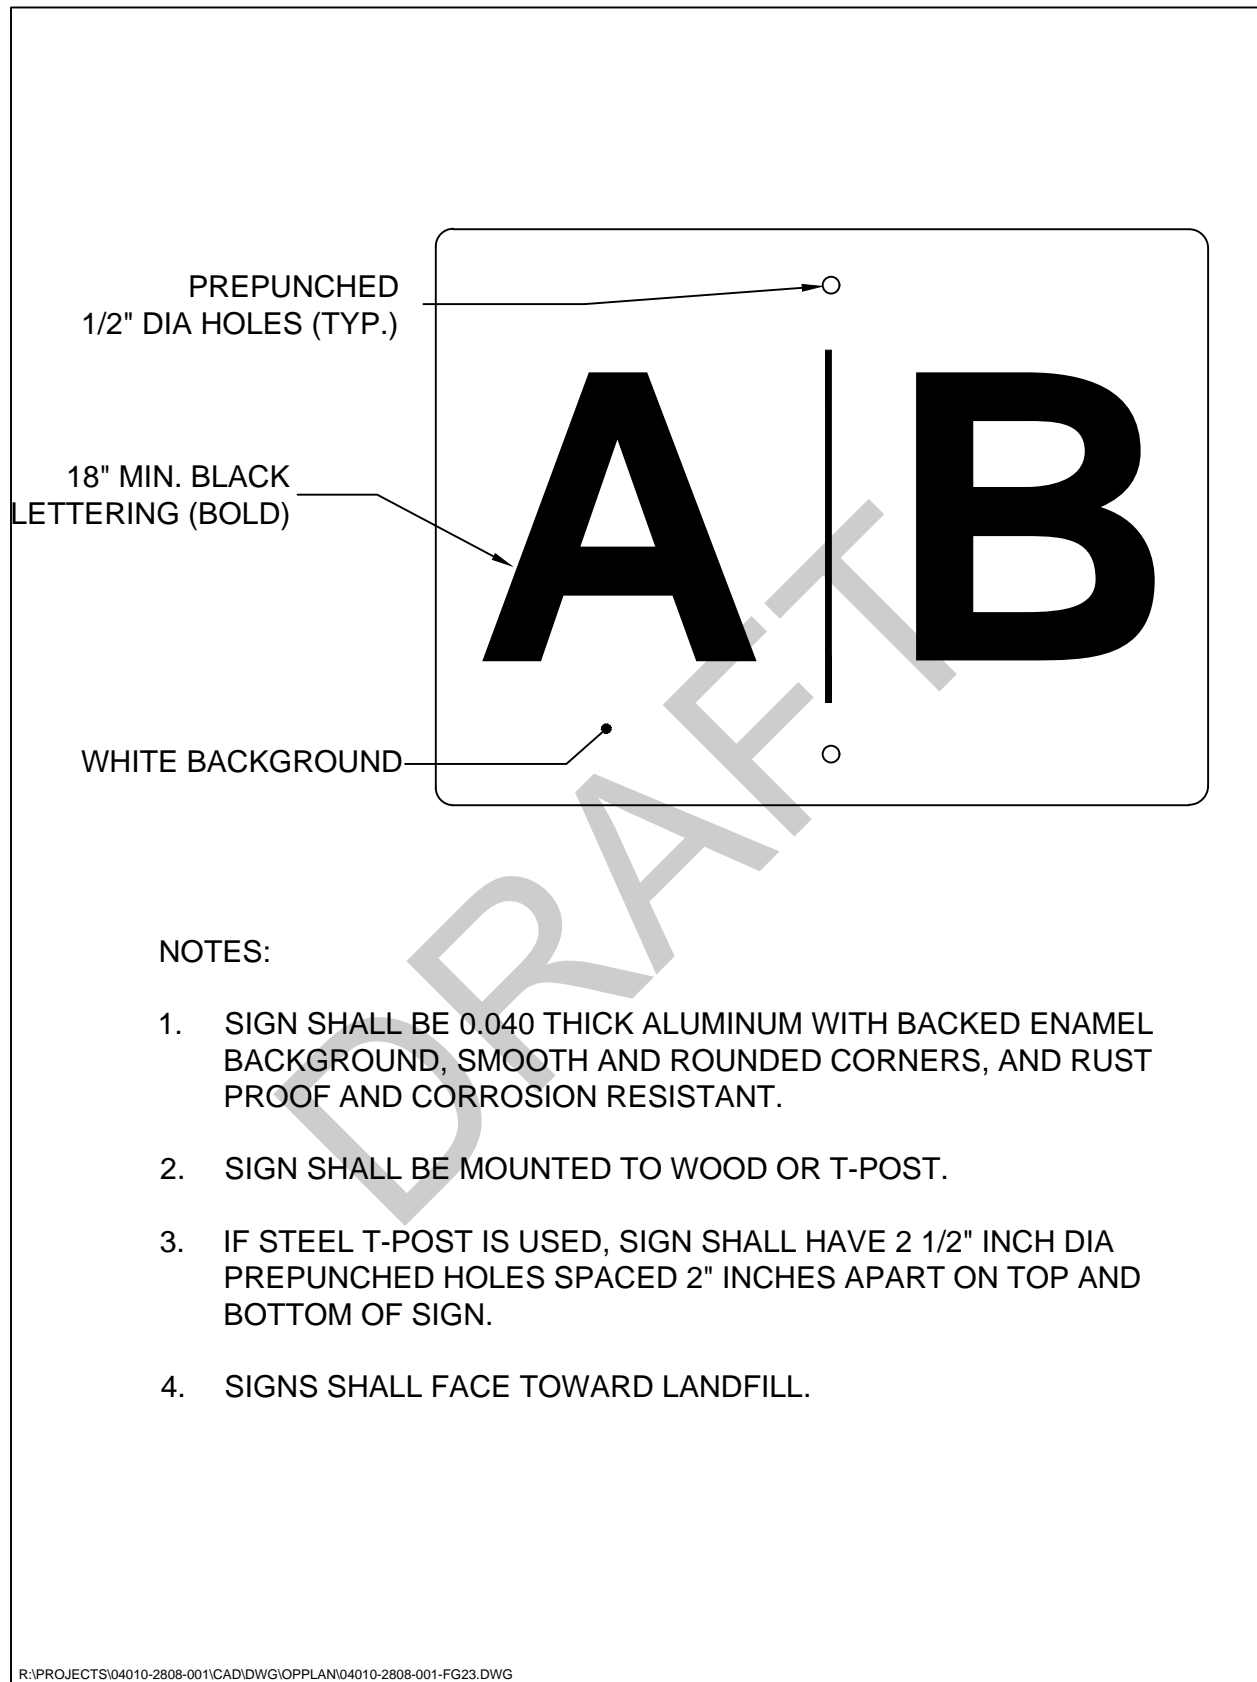 PREPUNCHED
1/2" DIA HOLES (TYP.)
18" MIN. BLACK
LETTERING (BOLD)
A B
WHITE BACKGROUND
DRAFT
NOTES:
1. SIGN SHALL BE 0.040 THICK ALUMINUM WITH BACKED ENAMEL
BACKGROUND, SMOOTH AND ROUNDED CORNERS, AND RUST
PROOF AND CORROSION RESISTANT.
2. SIGN SHALL BE MOUNTED TO WOOD OR T-POST.
3. IF STEEL T-POST IS USED, SIGN SHALL HAVE 2 1/2" INCH DIA
PREPUNCHED HOLES SPACED 2" INCHES APART ON TOP AND
BOTTOM OF SIGN.
4. SIGNS SHALL FACE TOWARD LANDFILL.
R:\PROJECTS\04010-2808-001\CAD\DWG\OPPLAN\04010-2808-001-FG23.DWG